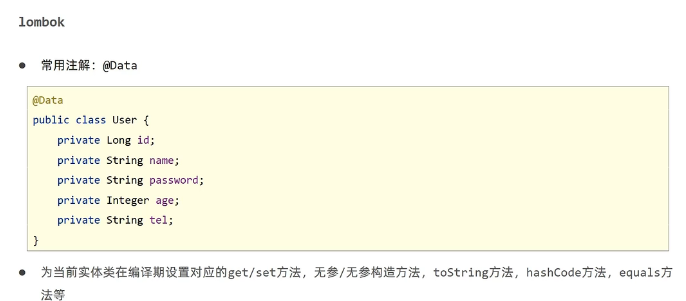 lombok
● 常用注解：@Data
@Data
public class User {
    private Long id;
    private String name;
    private String password;
    private Integer age;
    private String tel;
}
● 为当前实体类在编译期设置对应的get/set方法，无参/无参构造方法，toString方法，hashCode方法，equals方
法等